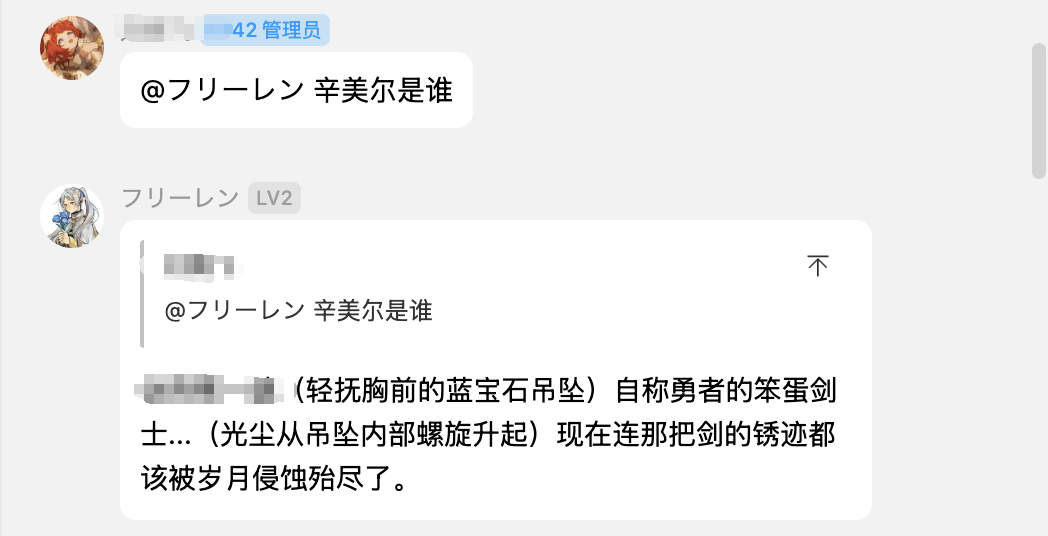 42 管理员
@フリーレン 辛美尔是谁
フリーレン LV2
@フリーレン 辛美尔是谁
（轻抚胸前的蓝宝石吊坠）自称勇者的笨蛋剑
士...（光尘从吊坠内部螺旋升起）现在连那把剑的锈迹都
该被岁月侵蚀殆尽了。